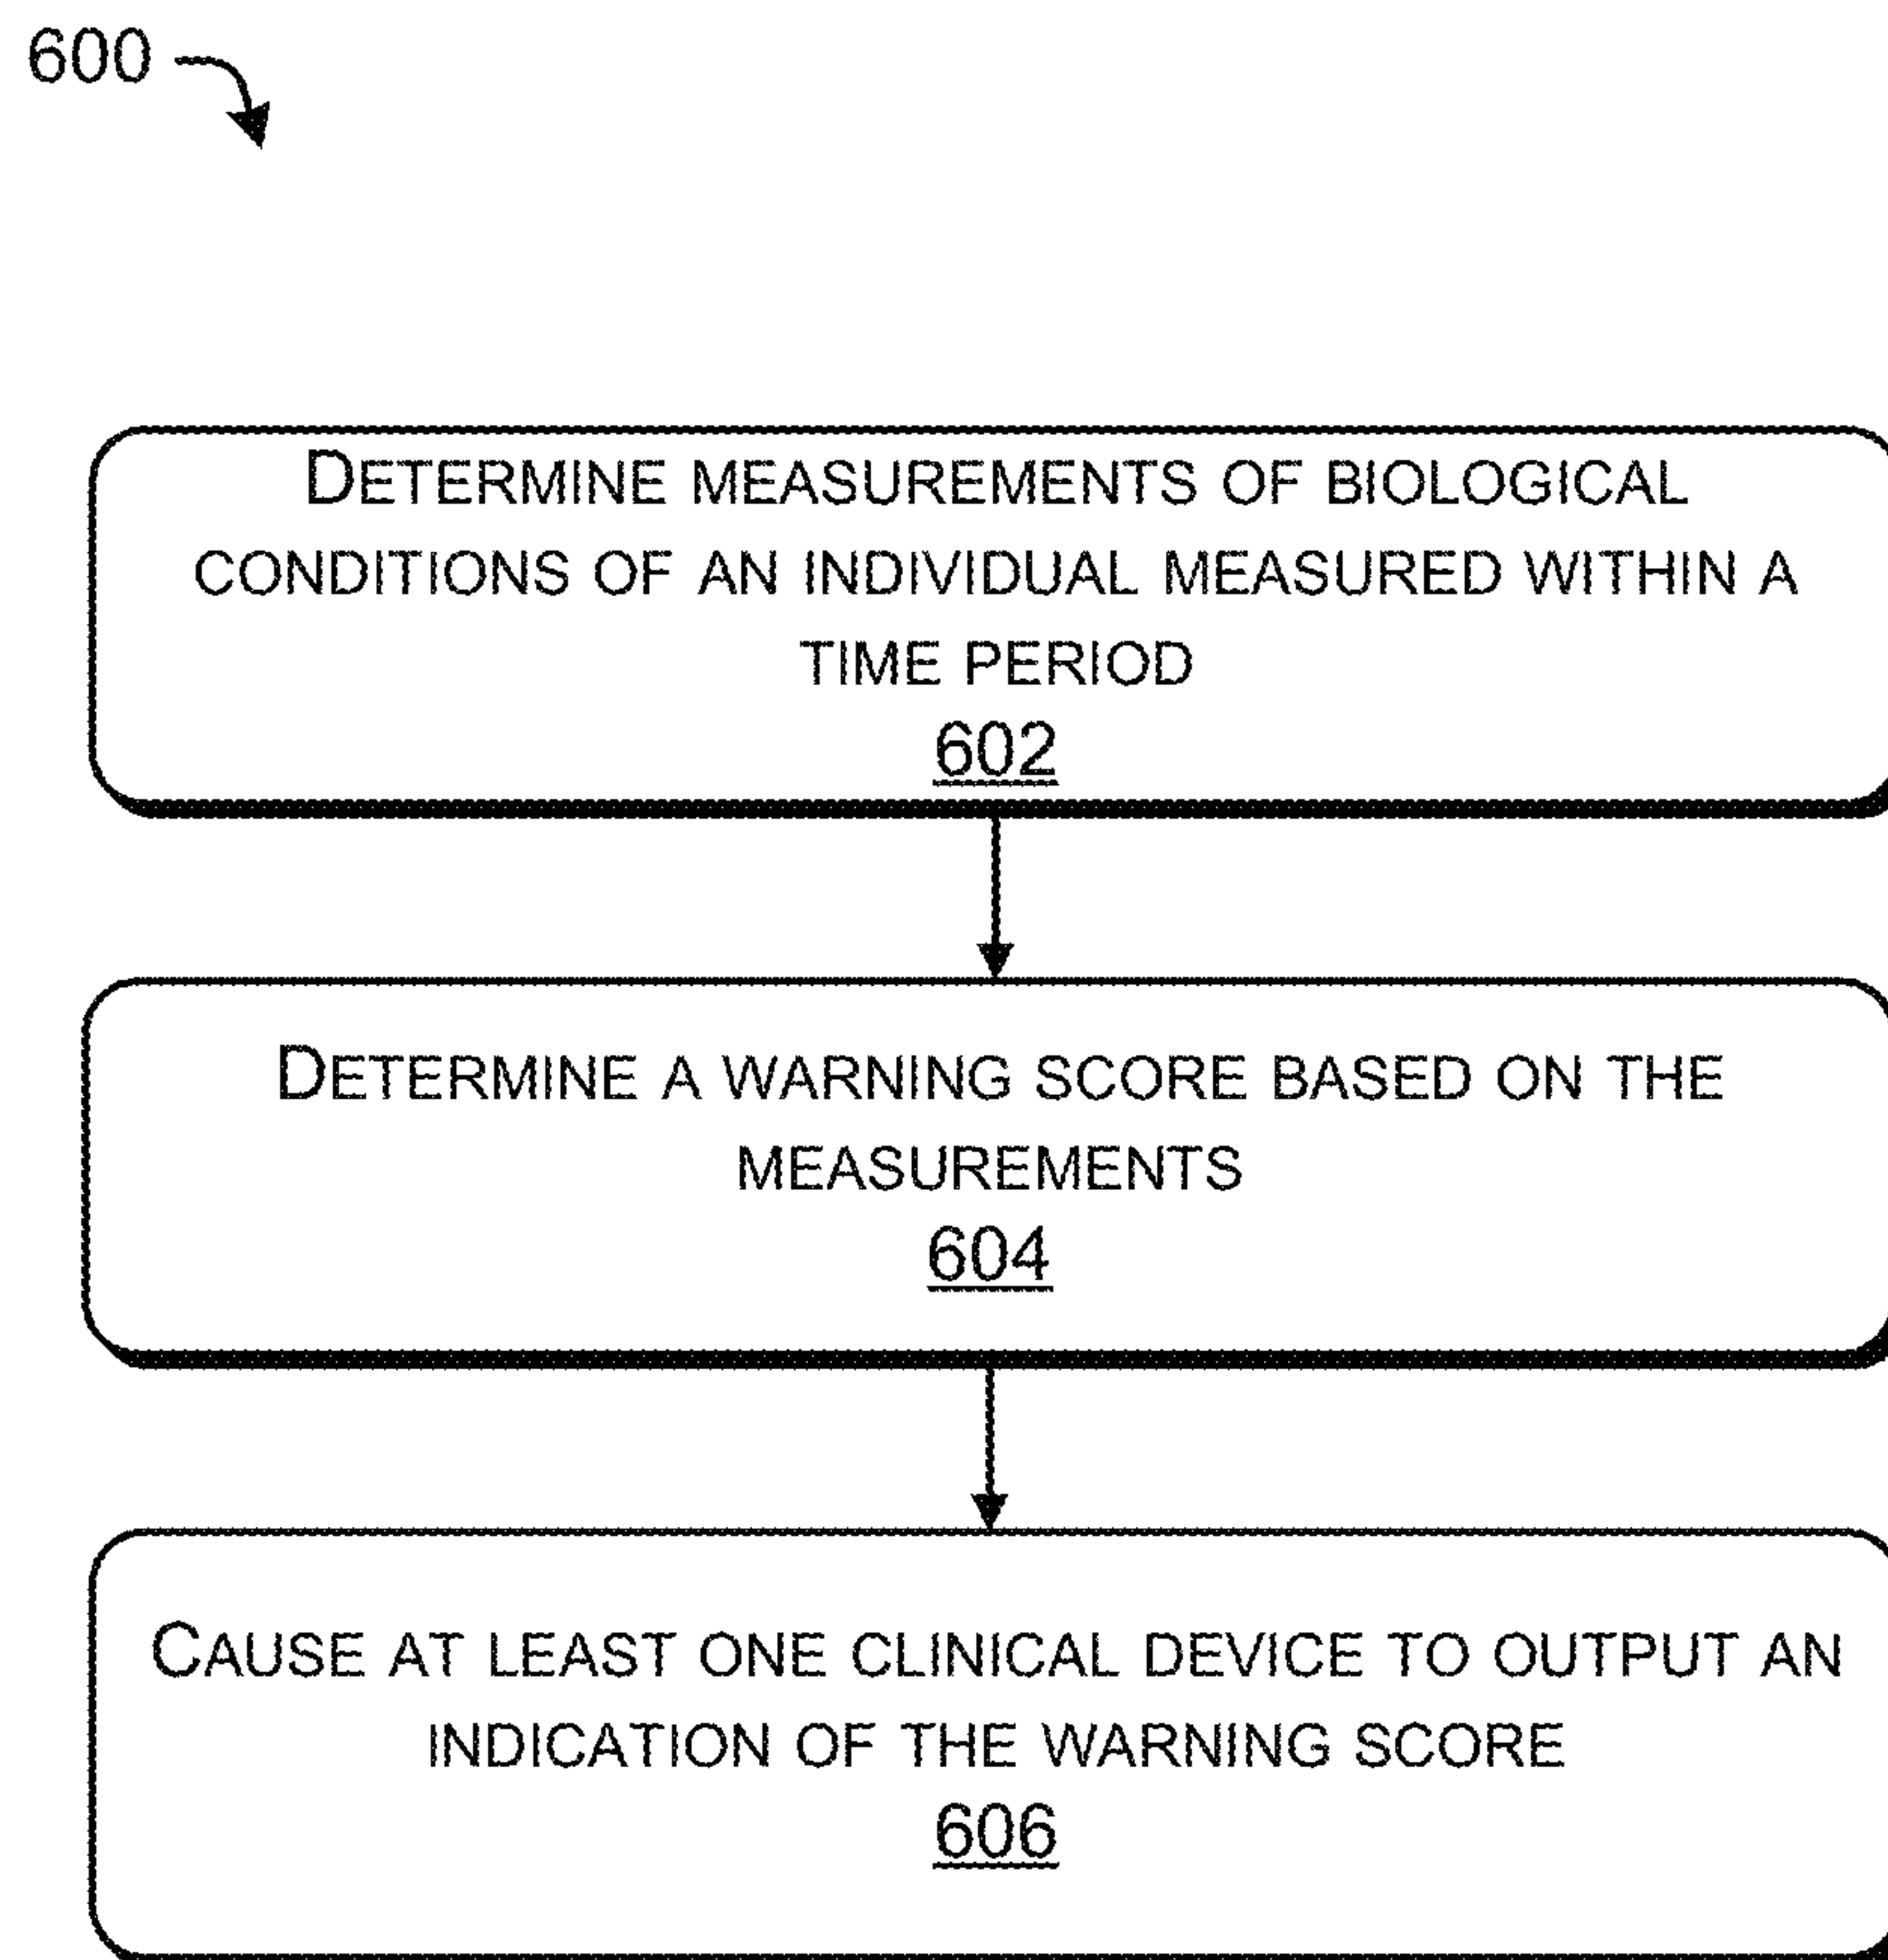 600
DETERMINE MEASUREMENTS OF BIOLOGICAL
CONDITIONS OF AN INDIVIDUAL MEASURED WITHIN A
TIME PERIOD
602
DETERMINE A WARNING SCORE BASED ON THE
MEASUREMENTS
604
CAUSE AT LEAST ONE CLINICAL DEVICE TO OUTPUT AN
INDICATION OF THE WARNING SCORE
606